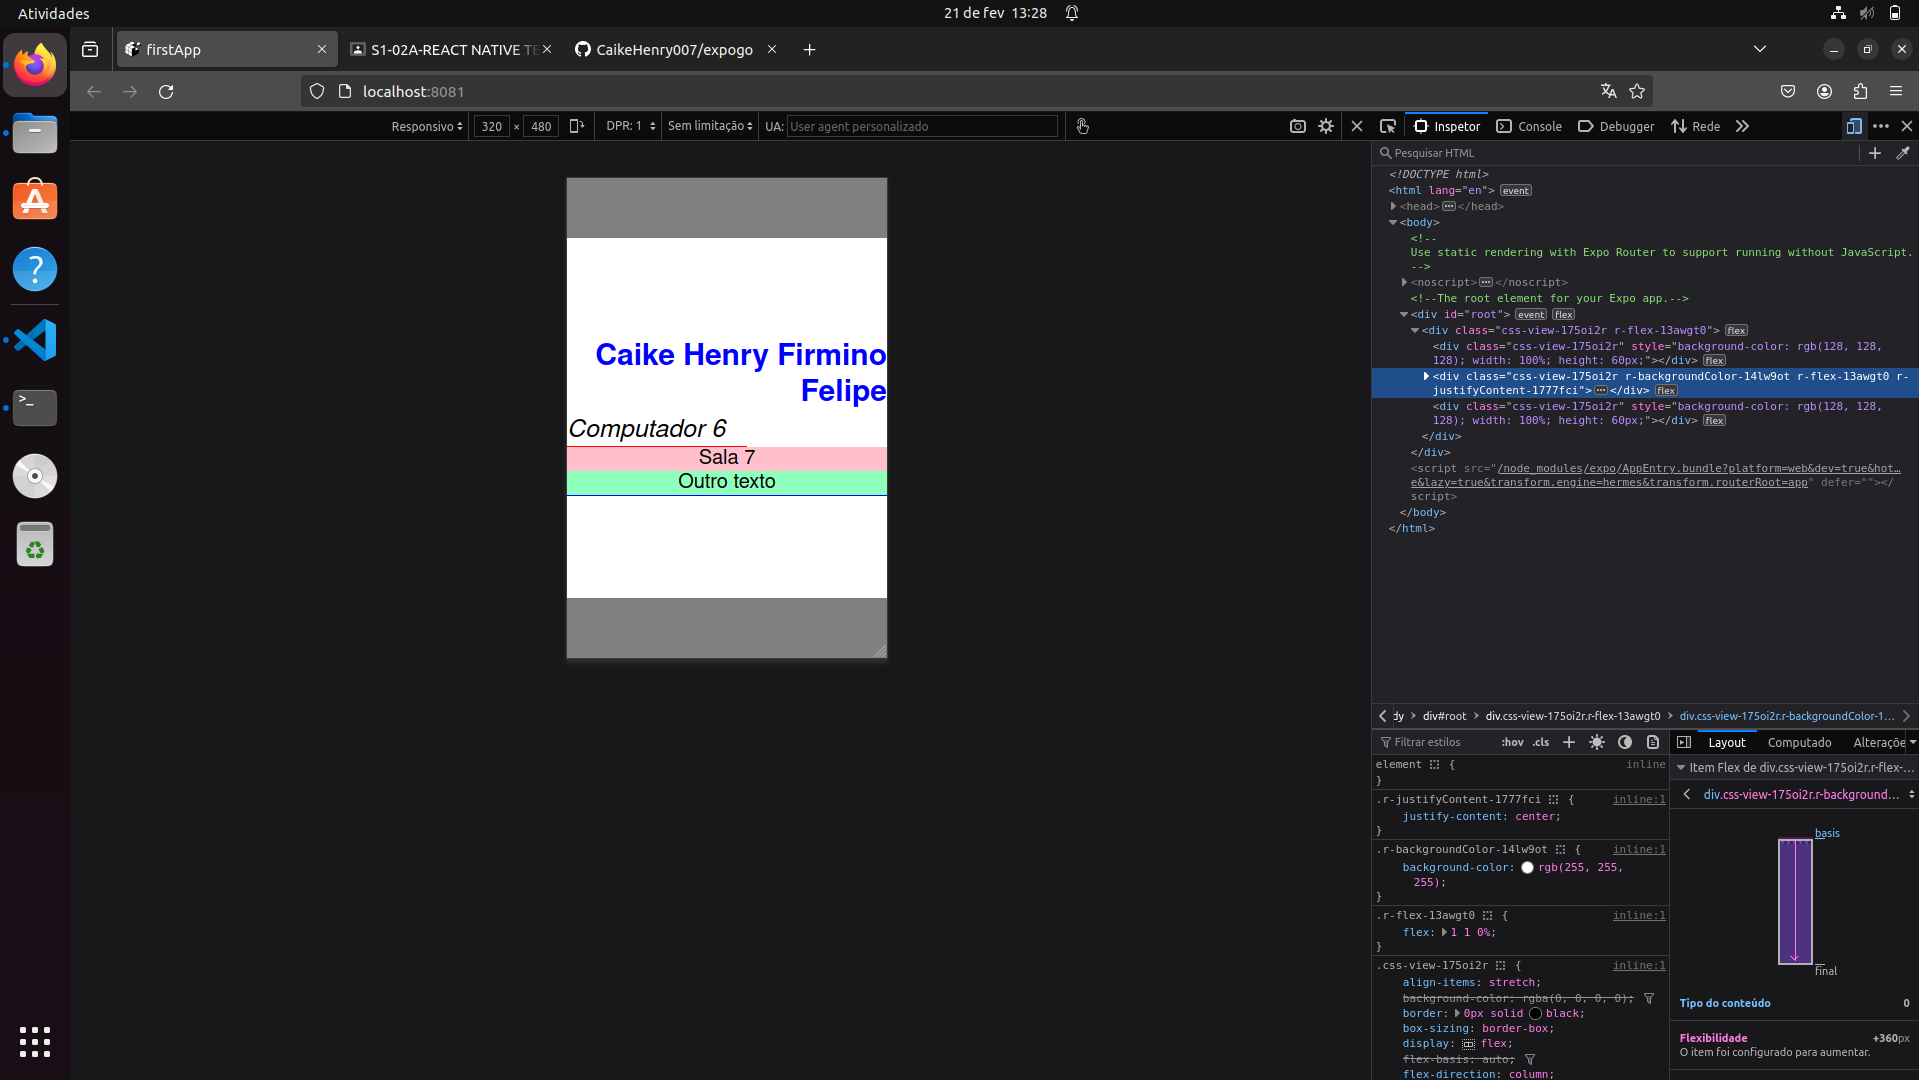 Atividades
21 de fev 13:28
firstApp
S1-02A-REACT NATIVE TE
CaikeHenry007/expogo
localhost:8081
Responsivo
320 × 480
DPR: 1
Sem limitação
UA: User agent personalizado
Inspetor
Console
Debugger
Rede
Pesquisar HTML
<!DOCTYPE html>
<html lang="en"> event
<head> </head>
<body>
<!--
Use static rendering with Expo Router to support running without JavaScript.
-->
<noscript> </noscript>
<!--The root element for your Expo app.-->
<div id="root"> event flex
<div class="css-view-175oi2r r-flex-13awgt0"> flex
<div class="css-view-175oi2r" style="background-color: rgb(128, 128,
128); width: 100%; height: 60px;"></div> flex
<div class="css-view-175oi2r r-backgroundColor-14lw9ot r-flex-13awgt0 r-
justifyContent-1777fci"> </div> flex
<div class="css-view-175oi2r" style="background-color: rgb(128, 128,
128); width: 100%; height: 60px;"></div> flex
</div>
</div>
<script src="/node_modules/expo/AppEntry.bundle?platform=web&dev=true&hot…
e&lazy=true&transform.engine=hermes&transform.routerRoot=app" defer=""></
script>
</body>
</html>
Caike Henry Firmino
Felipe
Computador 6
Sala 7
Outro texto
dy > div#root > div.css-view-175oi2r.r-flex-13awgt0 > div.css-view-175oi2r.r-backgroundColor-1…
Filtrar estilos
:hov .cls
element {
inline
}
.r-justifyContent-1777fci {
inline:1
justify-content: center;
}
.r-backgroundColor-14lw9ot {
inline:1
background-color: rgb(255, 255,
255);
}
.r-flex-13awgt0 {
inline:1
flex: 1 1 0%;
}
.css-view-175oi2r {
inline:1
align-items: stretch;
background-color: rgba(0, 0, 0, 0);
border: 0px solid black;
box-sizing: border-box;
display: flex;
flex-basis: auto;
flex-direction: column;
Layout
Computado
Alteraçõe
Item Flex de div.css-view-175oi2r.r-flex-…
div.css-view-175oi2r.r-background…
basis
final
Tipo do conteúdo 0
Flexibilidade +360px
O item foi configurado para aumentar.